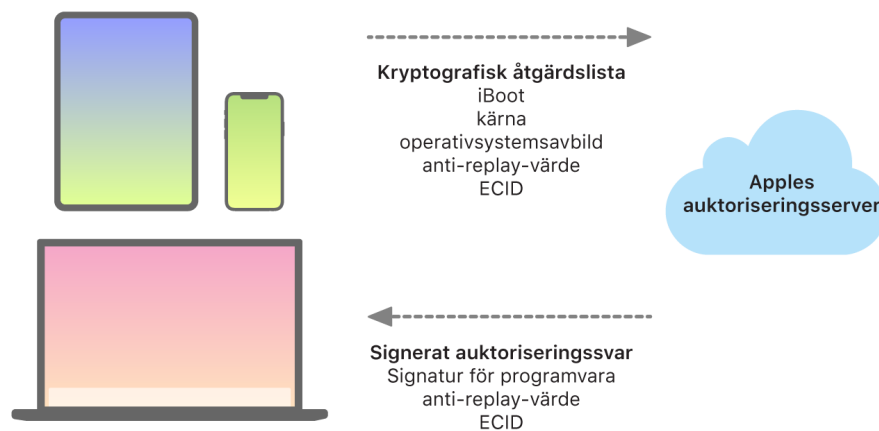 Kryptografisk åtgärdslista
iBoot
kärna
operativsystemsavbild
anti-replay-värde
ECID
Apples
auktoriseringsserver
Signerat auktoriseringssvar
Signatur för programvara
anti-replay-värde
ECID